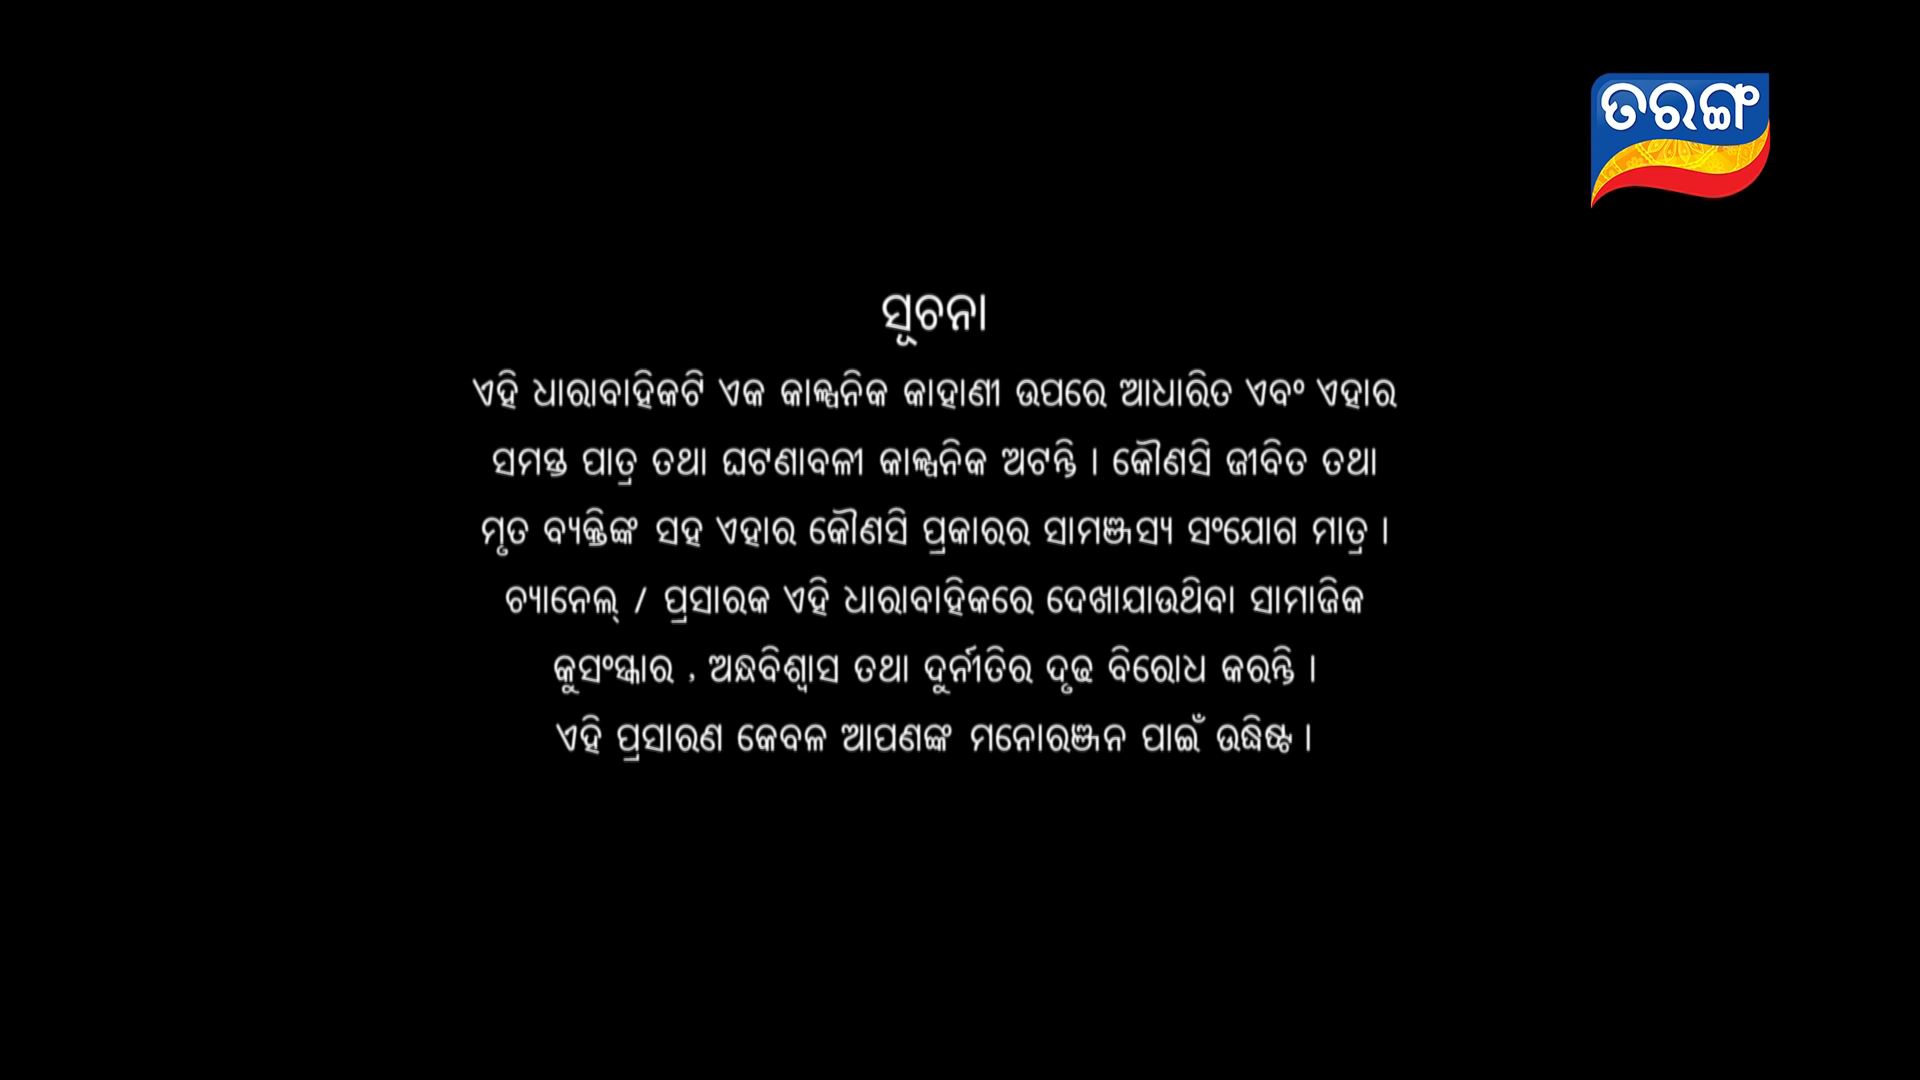 ତରଙ୍ଗ
ସୂଚନା
ଏହି ଧାରାବାହିକଟି ଏକ କାଳ୍ପନିକ କାହାଣୀ ଉପରେ ଆଧାରିତ ଏବଂ ଏହାର
ସମସ୍ତ ପାତ୍ର ତଥା ଘଟଣାବଳୀ କାଳ୍ପନିକ ଅଟନ୍ତି । କୌଣସି ଜୀବିତ ତଥା
ମୃତ ବ୍ୟକ୍ତିଙ୍କ ସହ ଏହାର କୌଣସି ପ୍ରକାରର ସାମଞ୍ଜସ୍ୟ ସଂଯୋଗ ମାତ୍ର ।
ଚ୍ୟାନେଲ୍ / ପ୍ରସାରକ ଏହି ଧାରାବାହିକରେ ଦେଖାଯାଉଥିବା ସାମାଜିକ
କୁସଂସ୍କାର , ଅନ୍ଧବିଶ୍ୱାସ ତଥା ଦୁର୍ନୀତିର ଦୃଢ ବିରୋଧ କରନ୍ତି ।
ଏହି ପ୍ରସାରଣ କେବଳ ଆପଣଙ୍କ ମନୋରଞ୍ଜନ ପାଇଁ ଉଦ୍ଧିଷ୍ଟ ।